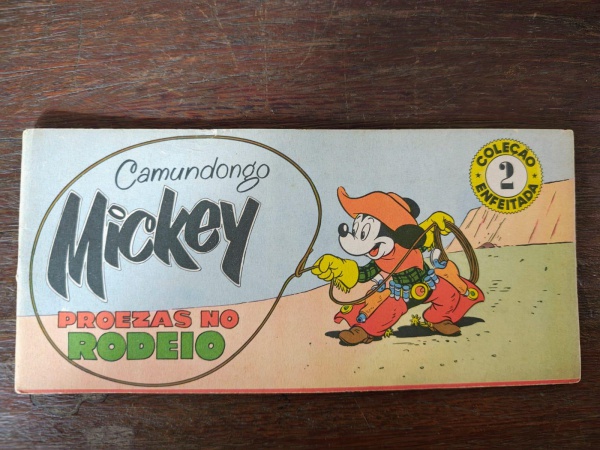 Camundongo
Mickey
PROEZAS NO
RODEIO
COLEÇÃO
2
ENFEITADA